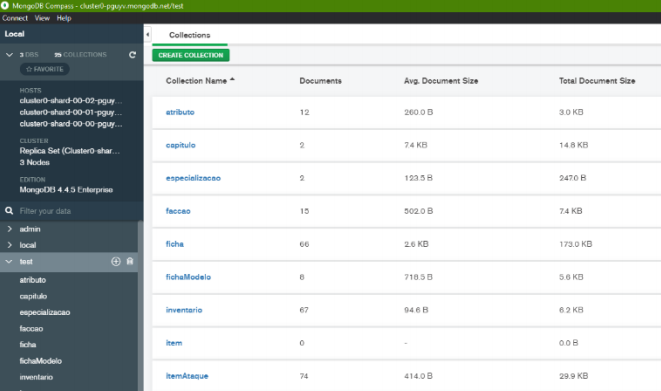 MongoDB Compass - cluster0-pguyv.mongodb.net/test
Connect View Help
Local
3 DBS 35 COLLECTIONS
☆ FAVORITE
HOSTS
cluster0-shard-00-02-pguy...
cluster0-shard-00-01-pguy...
cluster0-shard-00-00-pguy...
CLUSTER
Replica Set (Cluster0-shar...
3 Nodes
EDITION
MongoDB 4.4.5 Enterprise
Filter your data
admin
local
test
atributo
capitulo
especializacao
faccao
ficha
fichaModelo
inventario
Collections
CREATE COLLECTION
Collection Name Documents Avg. Document Size Total Document Size
atributo 12 260.0 B 3.0 KB
capitulo 2 7.4 KB 14.8 KB
especializacao 2 123.5 B 247.0 B
faccao 15 502.0 B 7.4 KB
ficha 66 2.6 KB 173.0 KB
fichaModelo 8 718.5 B 5.6 KB
inventario 67 94.6 B 6.2 KB
item 0 - 0.0 B
itemAtaque 74 414.0 B 29.9 KB